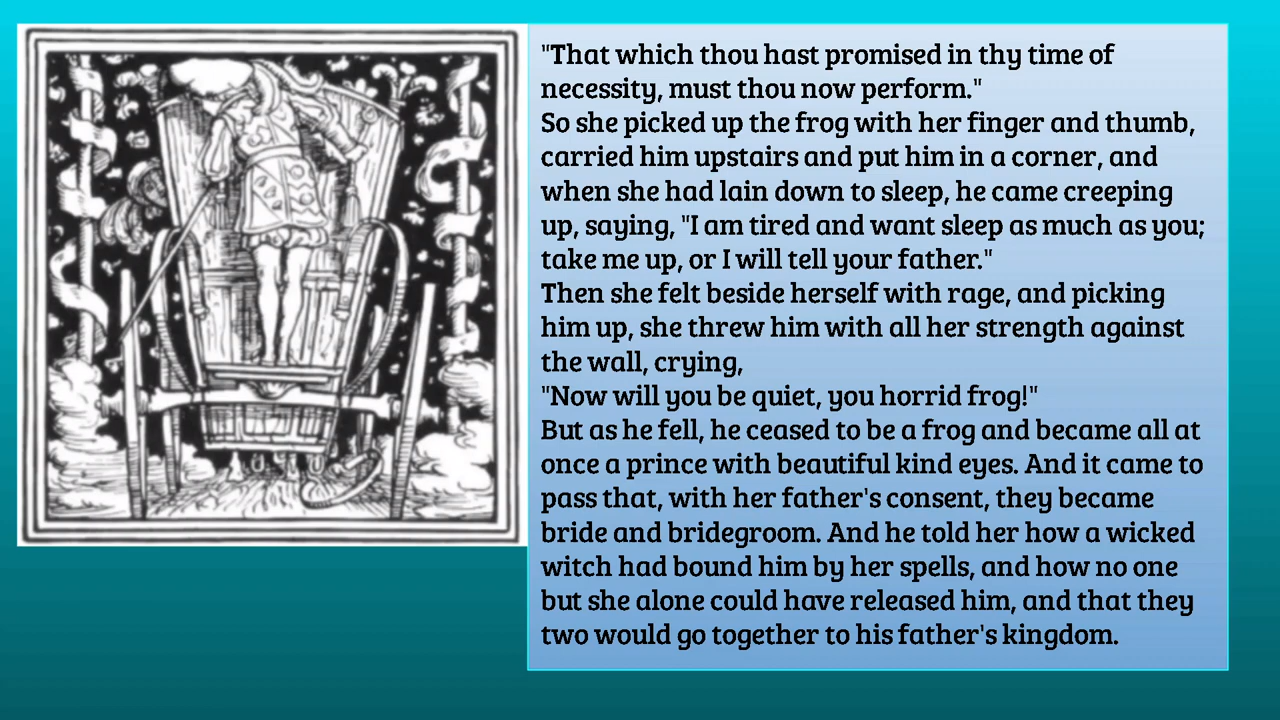 "That which thou hast promised in thy time of
necessity, must thou now perform."
So she picked up the frog with her finger and thumb,
carried him upstairs and put him in a corner, and
when she had lain down to sleep, he came creeping
up, saying, "I am tired and want sleep as much as you;
take me up, or I will tell your father."
Then she felt beside herself with rage, and picking
him up, she threw him with all her strength against
the wall, crying,
"Now will you be quiet, you horrid frog!"
But as he fell, he ceased to be a frog and became all at
once a prince with beautiful kind eyes. And it came to
pass that, with her father's consent, they became
bride and bridegroom. And he told her how a wicked
witch had bound him by her spells, and how no one
but she alone could have released him, and that they
two would go together to his father's kingdom.